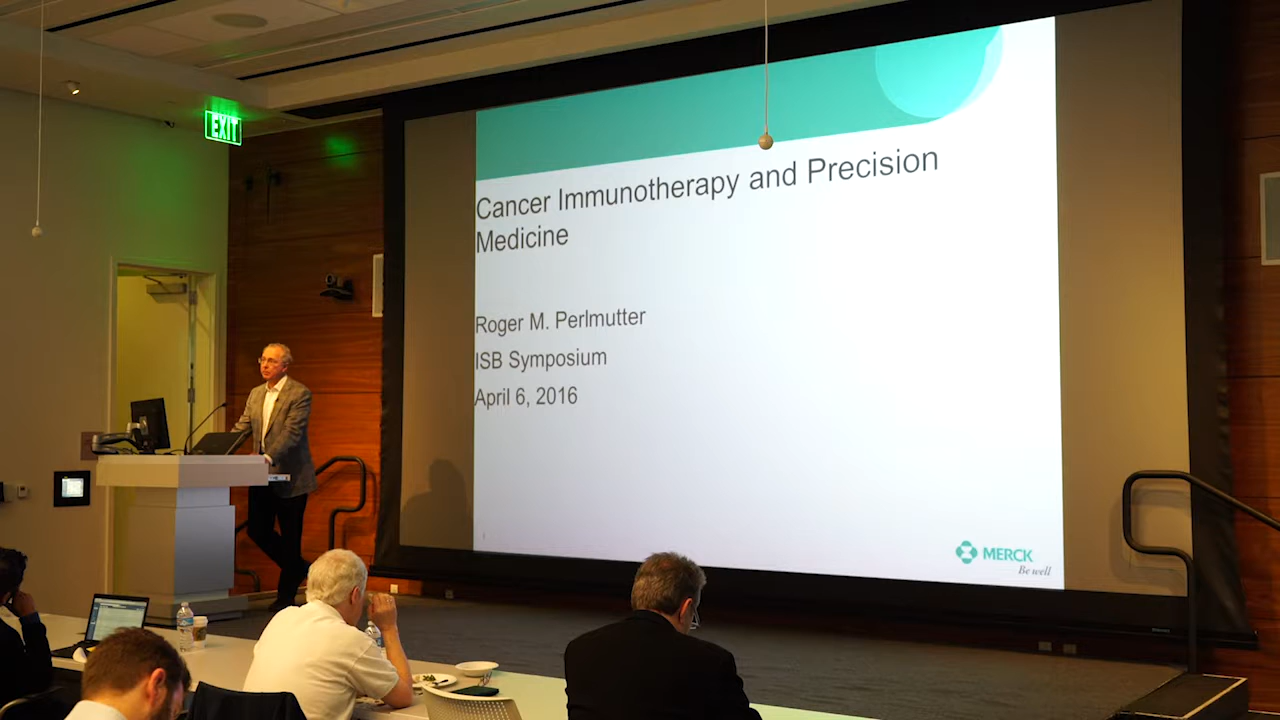 EXIT
Cancer Immunotherapy and Precision
Medicine
Roger M. Perlmutter
ISB Symposium
April 6, 2016
MERCK
Be well